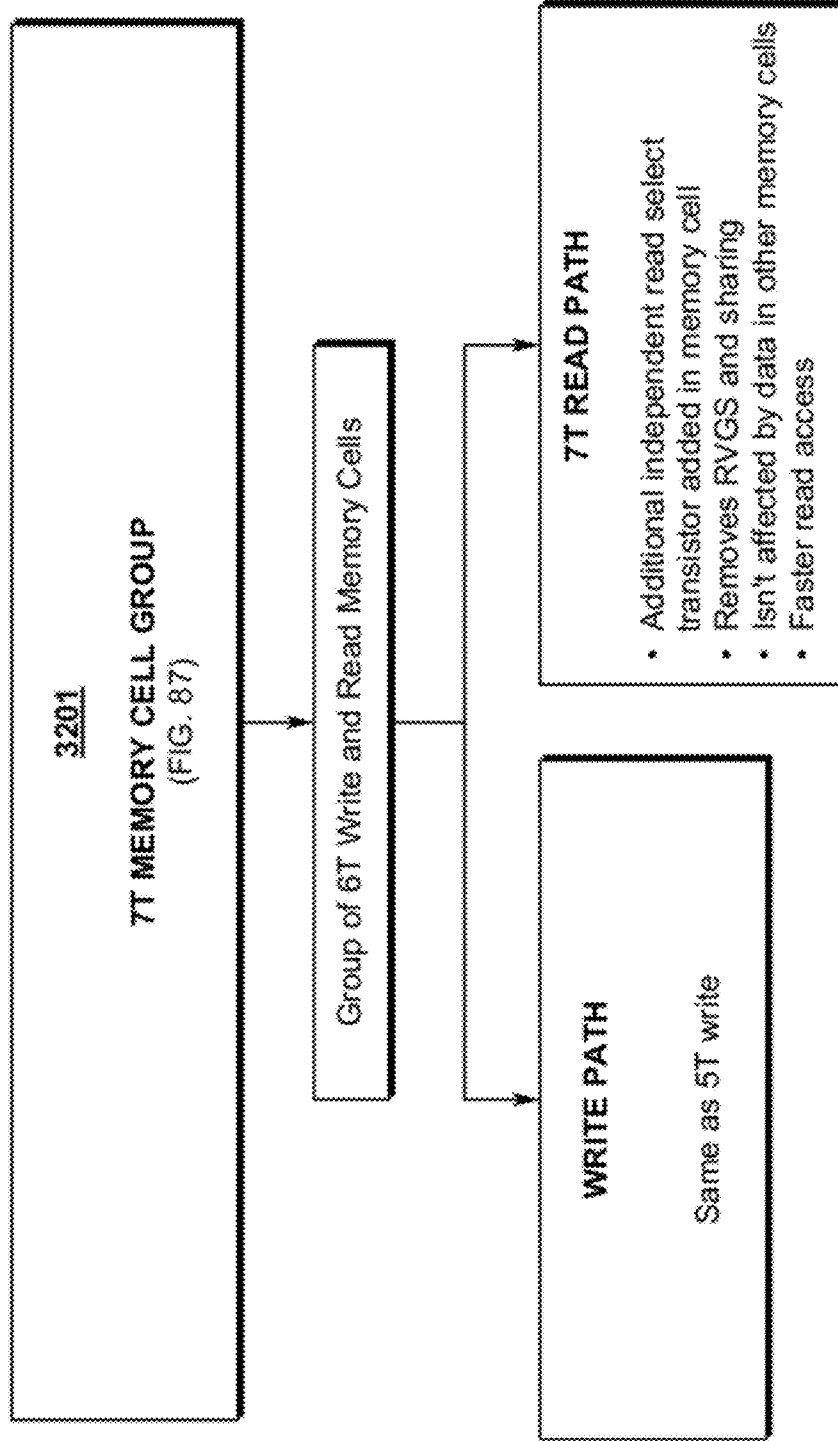 3201
7T MEMORY CELL GROUP
(FIG. 87)
Group of 6T Write and Read Memory Cells
WRITE PATH
Same as 5T write
7T READ PATH
• Additional independent read select
transistor added in memory cell
• Removes RVGS and sharing
• Isn't affected by data in other memory cells
• Faster read access